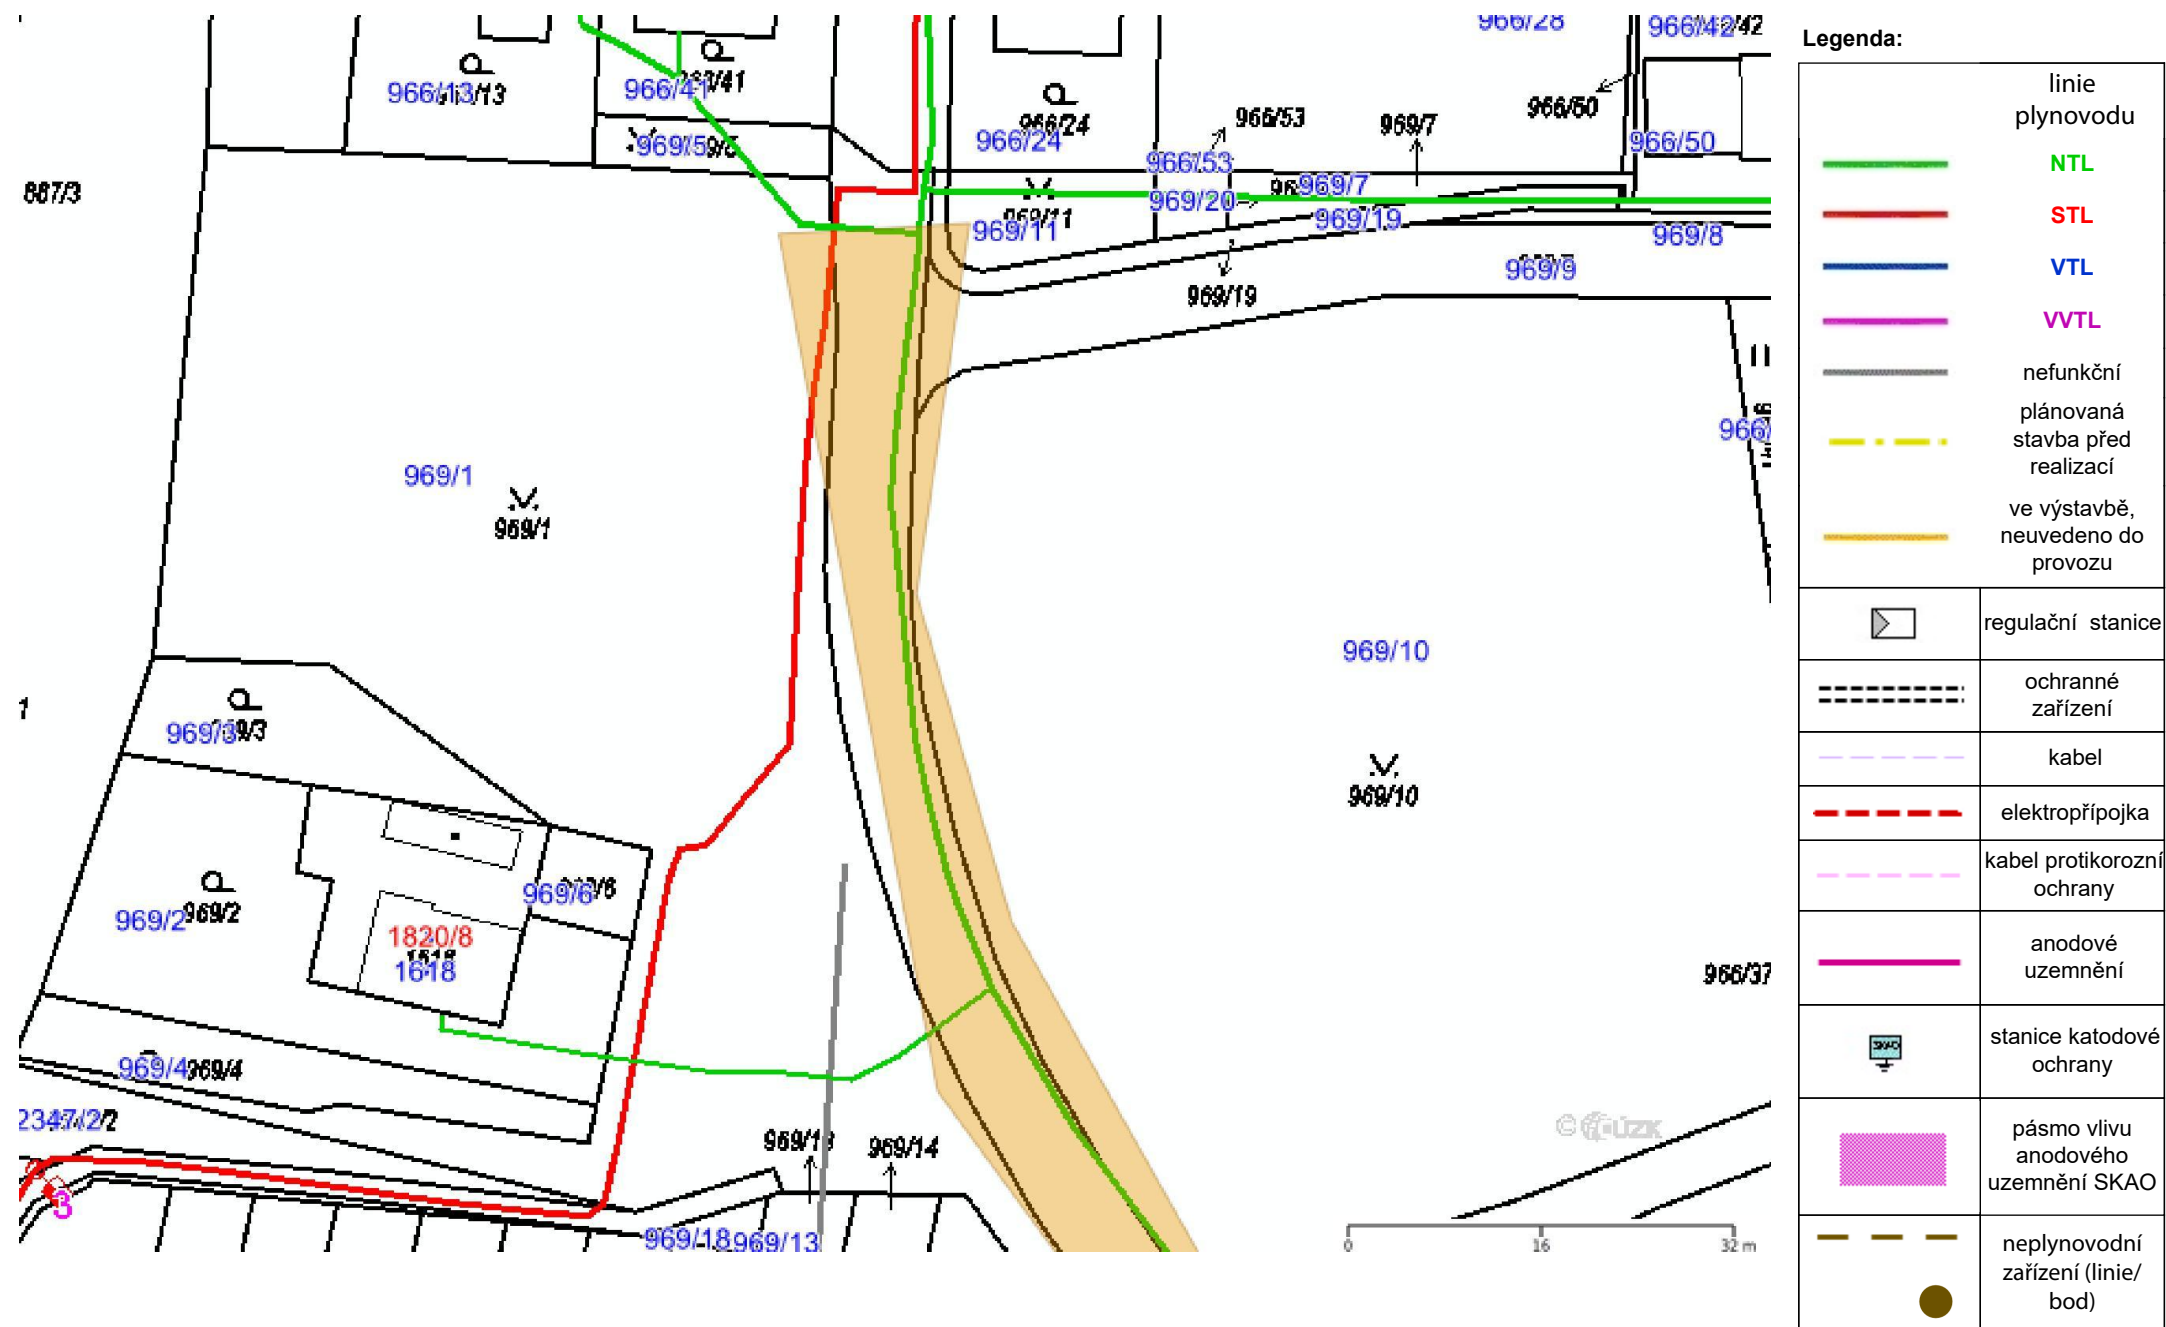 966/28
966/42
966/13
966/41
966/24
966/24
966/53
969/7
966/60
966/50
969/5
966/53
969/7
969/20
969/19
969/11
969/11
969/8
969/9
969/19
887/3
969/1
969/1
969/10
969/10
1
969/3
969/2
969/2
969/6
1820/8
1618
966/37
969/4
969/4
2347/2
969/14
3
969/18
969/13
0
16
32 m
Legenda:
linie
plynovodu
NTL
STL
VTL
VVTL
nefunkční
plánovaná
stavba před
realizací
ve výstavbě,
neuvedeno do
provozu
regulační stanice
ochranné
zařízení
kabel
elektropřípojka
kabel protikorozní
ochrany
anodové
uzemnění
SKAO
stanice katodové
ochrany
pásmo vlivu
anodového
uzemnění SKAO
neplynovodní
zařízení (linie/
bod)